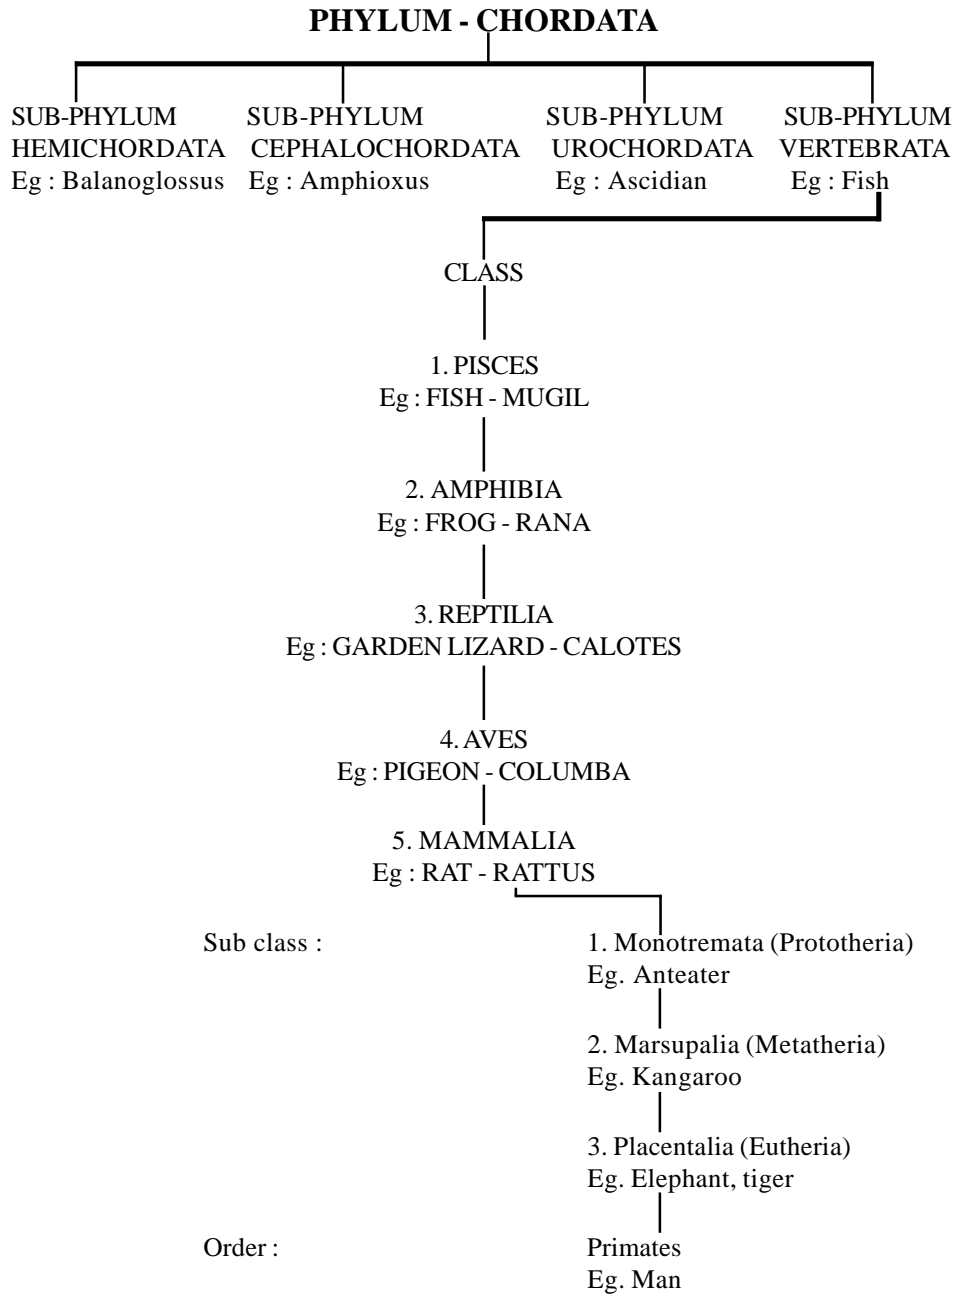 PHYLUM - CHORDATA
SUB-PHYLUM
HEMICHORDATA
Eg : Balanoglossus
SUB-PHYLUM
CEPHALOCHORDATA
Eg : Amphioxus
SUB-PHYLUM
UROCHORDATA
Eg : Ascidian
SUB-PHYLUM
VERTEBRATA
Eg : Fish
CLASS
1. PISCES
Eg : FISH - MUGIL
2. AMPHIBIA
Eg : FROG - RANA
3. REPTILIA
Eg : GARDEN LIZARD - CALOTES
4. AVES
Eg : PIGEON - COLUMBA
5. MAMMALIA
Eg : RAT - RATTUS
Sub class :
1. Monotremata (Prototheria)
Eg. Anteater
2. Marsupalia (Metatheria)
Eg. Kangaroo
3. Placentalia (Eutheria)
Eg. Elephant, tiger
Order :
Primates
Eg. Man